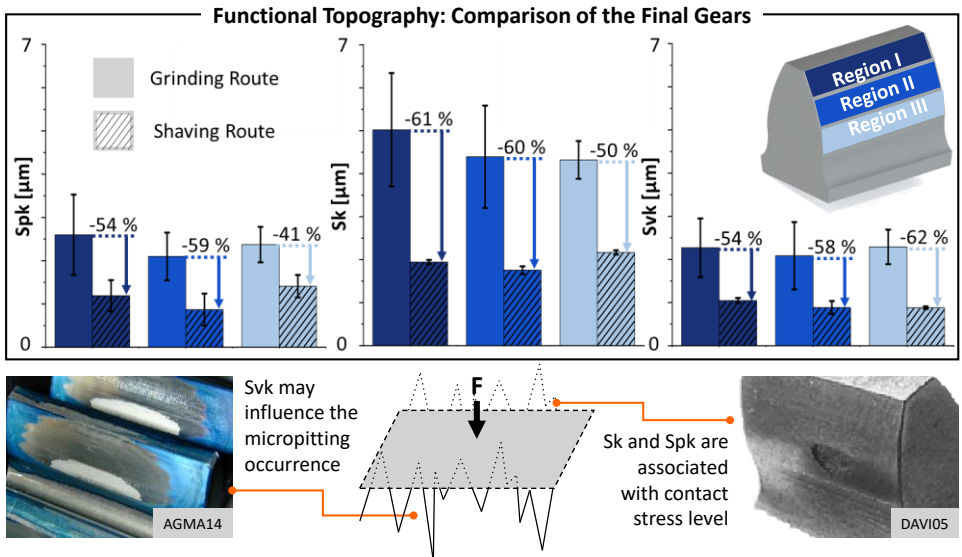 Functional Topography: Comparison of the Final Gears
7
Spk [µm]
0
Grinding Route
Shaving Route
-54 %
-59 %
-41 %
7
Sk [µm]
0
-61 %
-60 %
-50 %
7
Svk [µm]
0
-54 %
-58 %
-62 %
Region I
Region II
Region III
AGMA14
Svk may
influence the
micropitting
occurrence
F
Sk and Spk are
associated
with contact
stress level
DAVI05